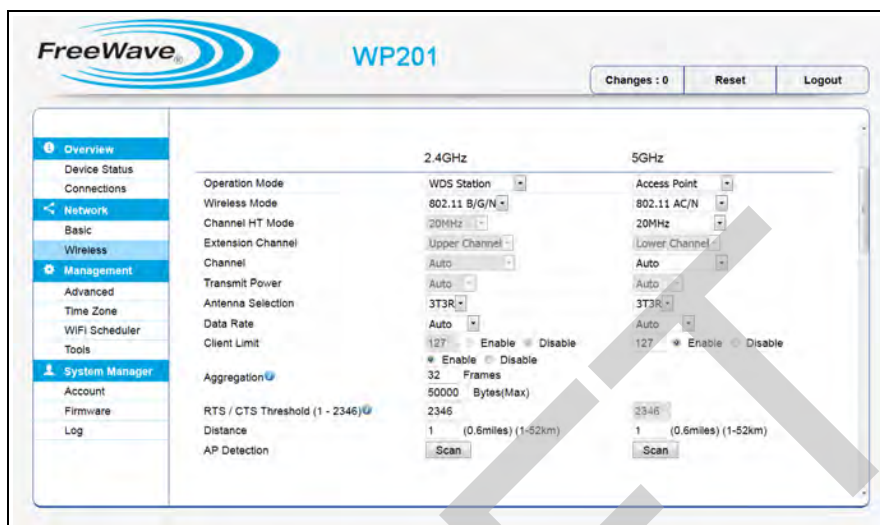 FreeWave®
WP201
Changes : 0 Reset Logout
Overview
Device Status
Connections
Network
Basic
Wireless
Management
Advanced
Time Zone
WiFi Scheduler
Tools
System Manager
Account
Firmware
Log
2.4GHz 5GHz
Operation Mode WDS Station Access Point
Wireless Mode 802.11 B/G/N 802.11 AC/N
Channel HT Mode 20MHz 20MHz
Extension Channel Upper Channel Lower Channel
Channel Auto Auto
Transmit Power Auto Auto
Antenna Selection 3T3R 3T3R
Data Rate Auto Auto
Client Limit 127 Enable Disable 127 Enable Disable
Enable Disable
Aggregation 32 Frames
50000 Bytes(Max)
RTS / CTS Threshold (1 - 2346) 2346 2346
Distance 1 (0.6miles) (1-52km) 1 (0.6miles) (1-52km)
AP Detection Scan Scan